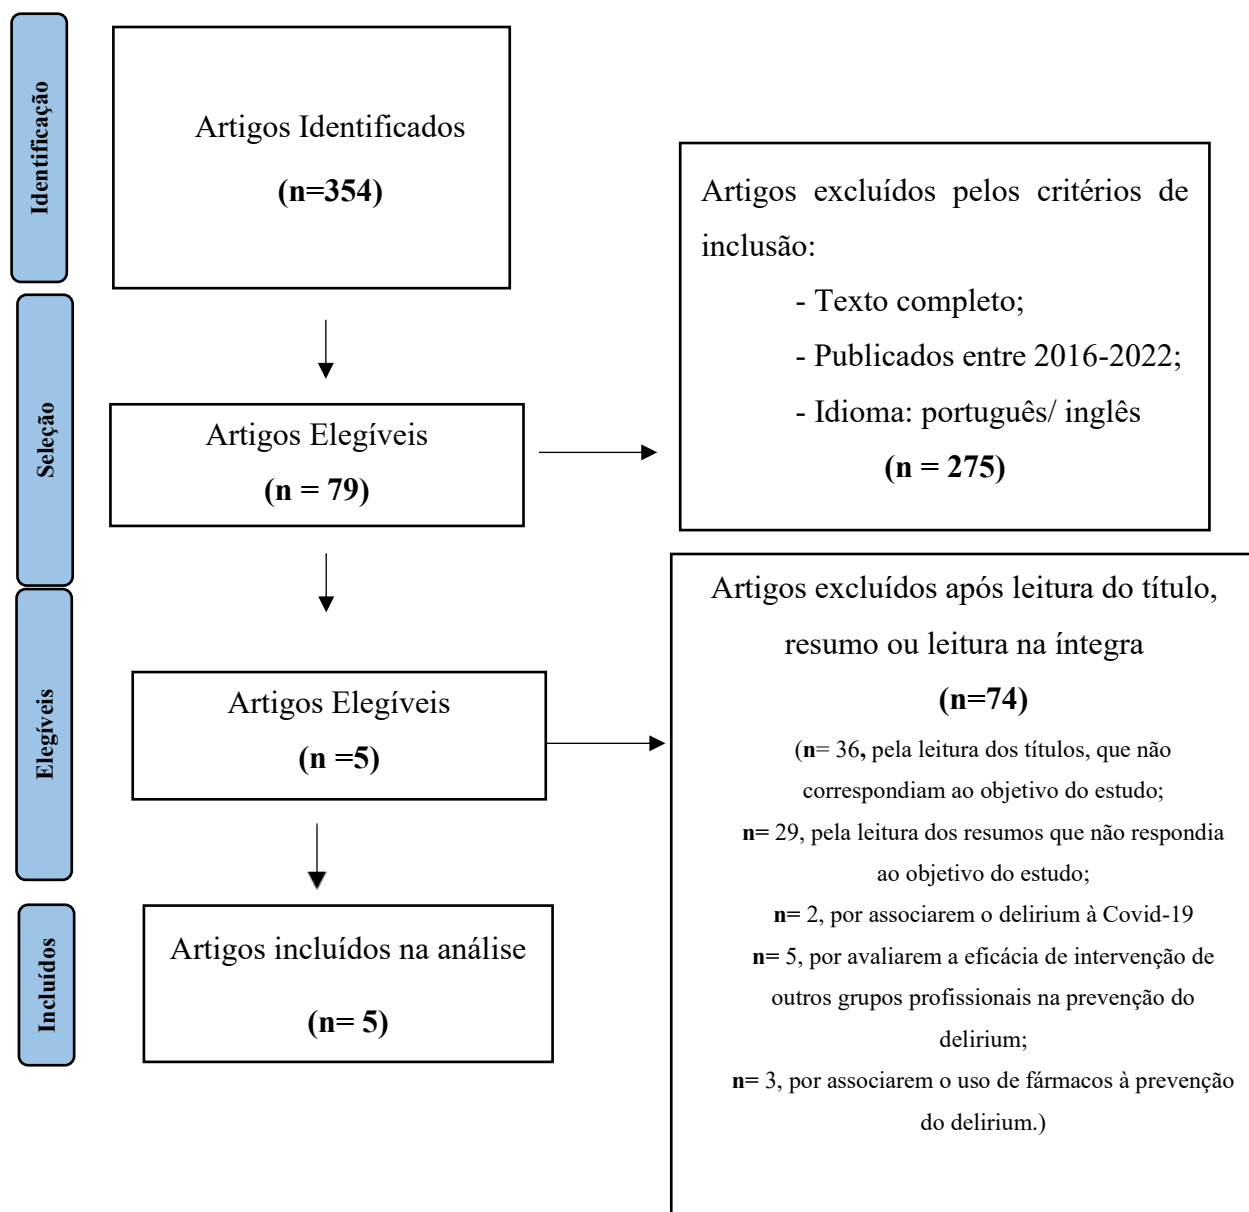 Identificação
Artigos Identificados
(n=354)
Artigos excluídos pelos critérios de
inclusão:
- Texto completo;
- Publicados entre 2016-2022;
- Idioma: português/ inglês
(n = 275)
Seleção
Artigos Elegíveis
(n = 79)
Elegíveis
Artigos Elegíveis
(n =5)
Artigos excluídos após leitura do título,
resumo ou leitura na íntegra
(n=74)
(n= 36, pela leitura dos títulos, que não
correspondiam ao objetivo do estudo;
n= 29, pela leitura dos resumos que não respondia
ao objetivo do estudo;
n= 2, por associarem o delirium à Covid-19
n= 5, por avaliarem a eficácia de intervenção de
outros grupos profissionais na prevenção do
delirium;
n= 3, por associarem o uso de fármacos à prevenção
do delirium.)
Incluídos
Artigos incluídos na análise
(n= 5)